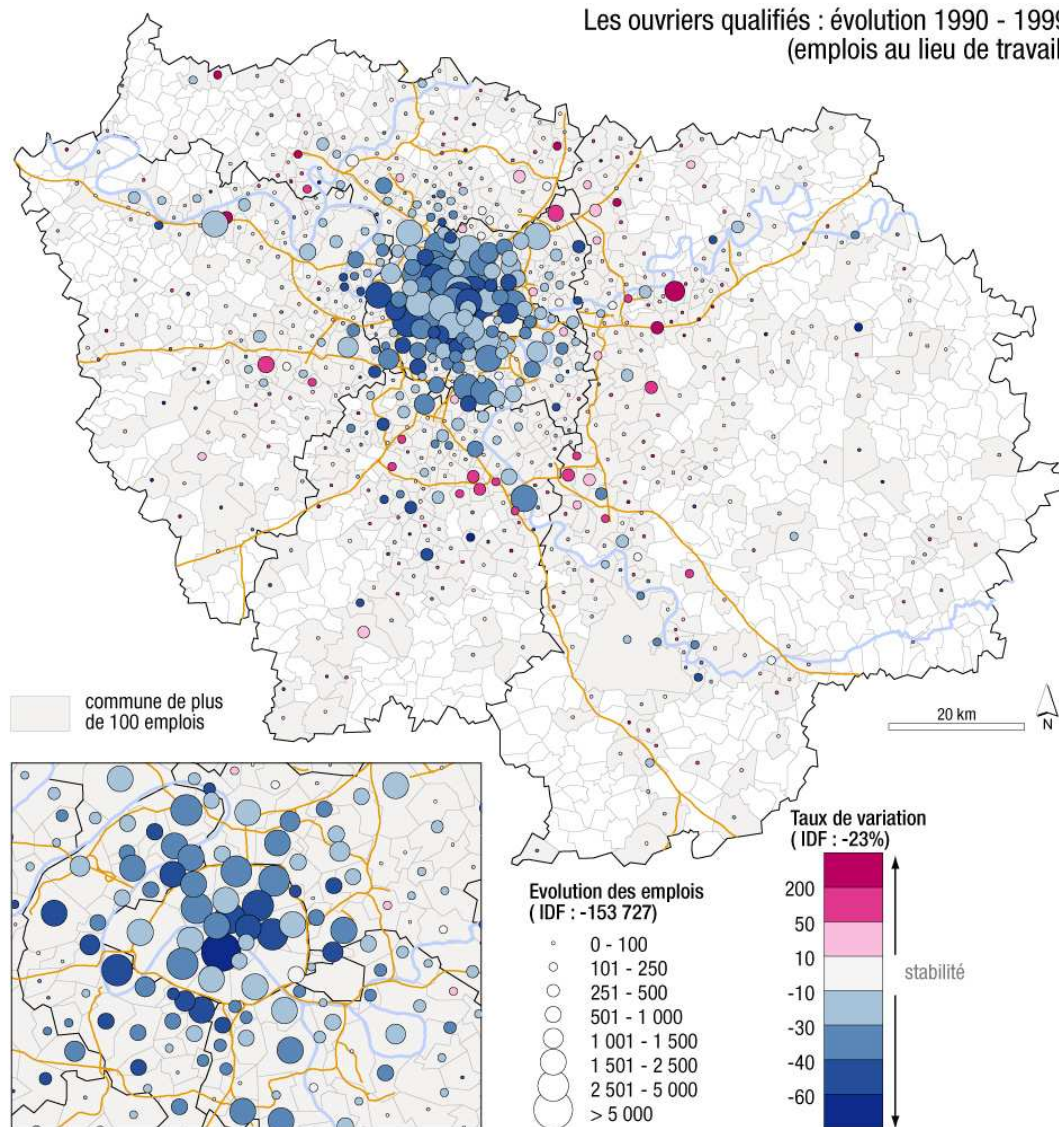 Les ouvriers qualifiés : évolution 1990 - 1999
(emplois au lieu de travail
commune de plus
de 100 emplois
20 km
N
Evolution des emplois
( IDF : -153 727)
0 - 100
101 - 250
251 - 500
501 - 1 000
1 001 - 1 500
1 501 - 2 500
2 501 - 5 000
> 5 000
Taux de variation
( IDF : -23%)
200
50
10
-10
-30
-40
-60
stabilité